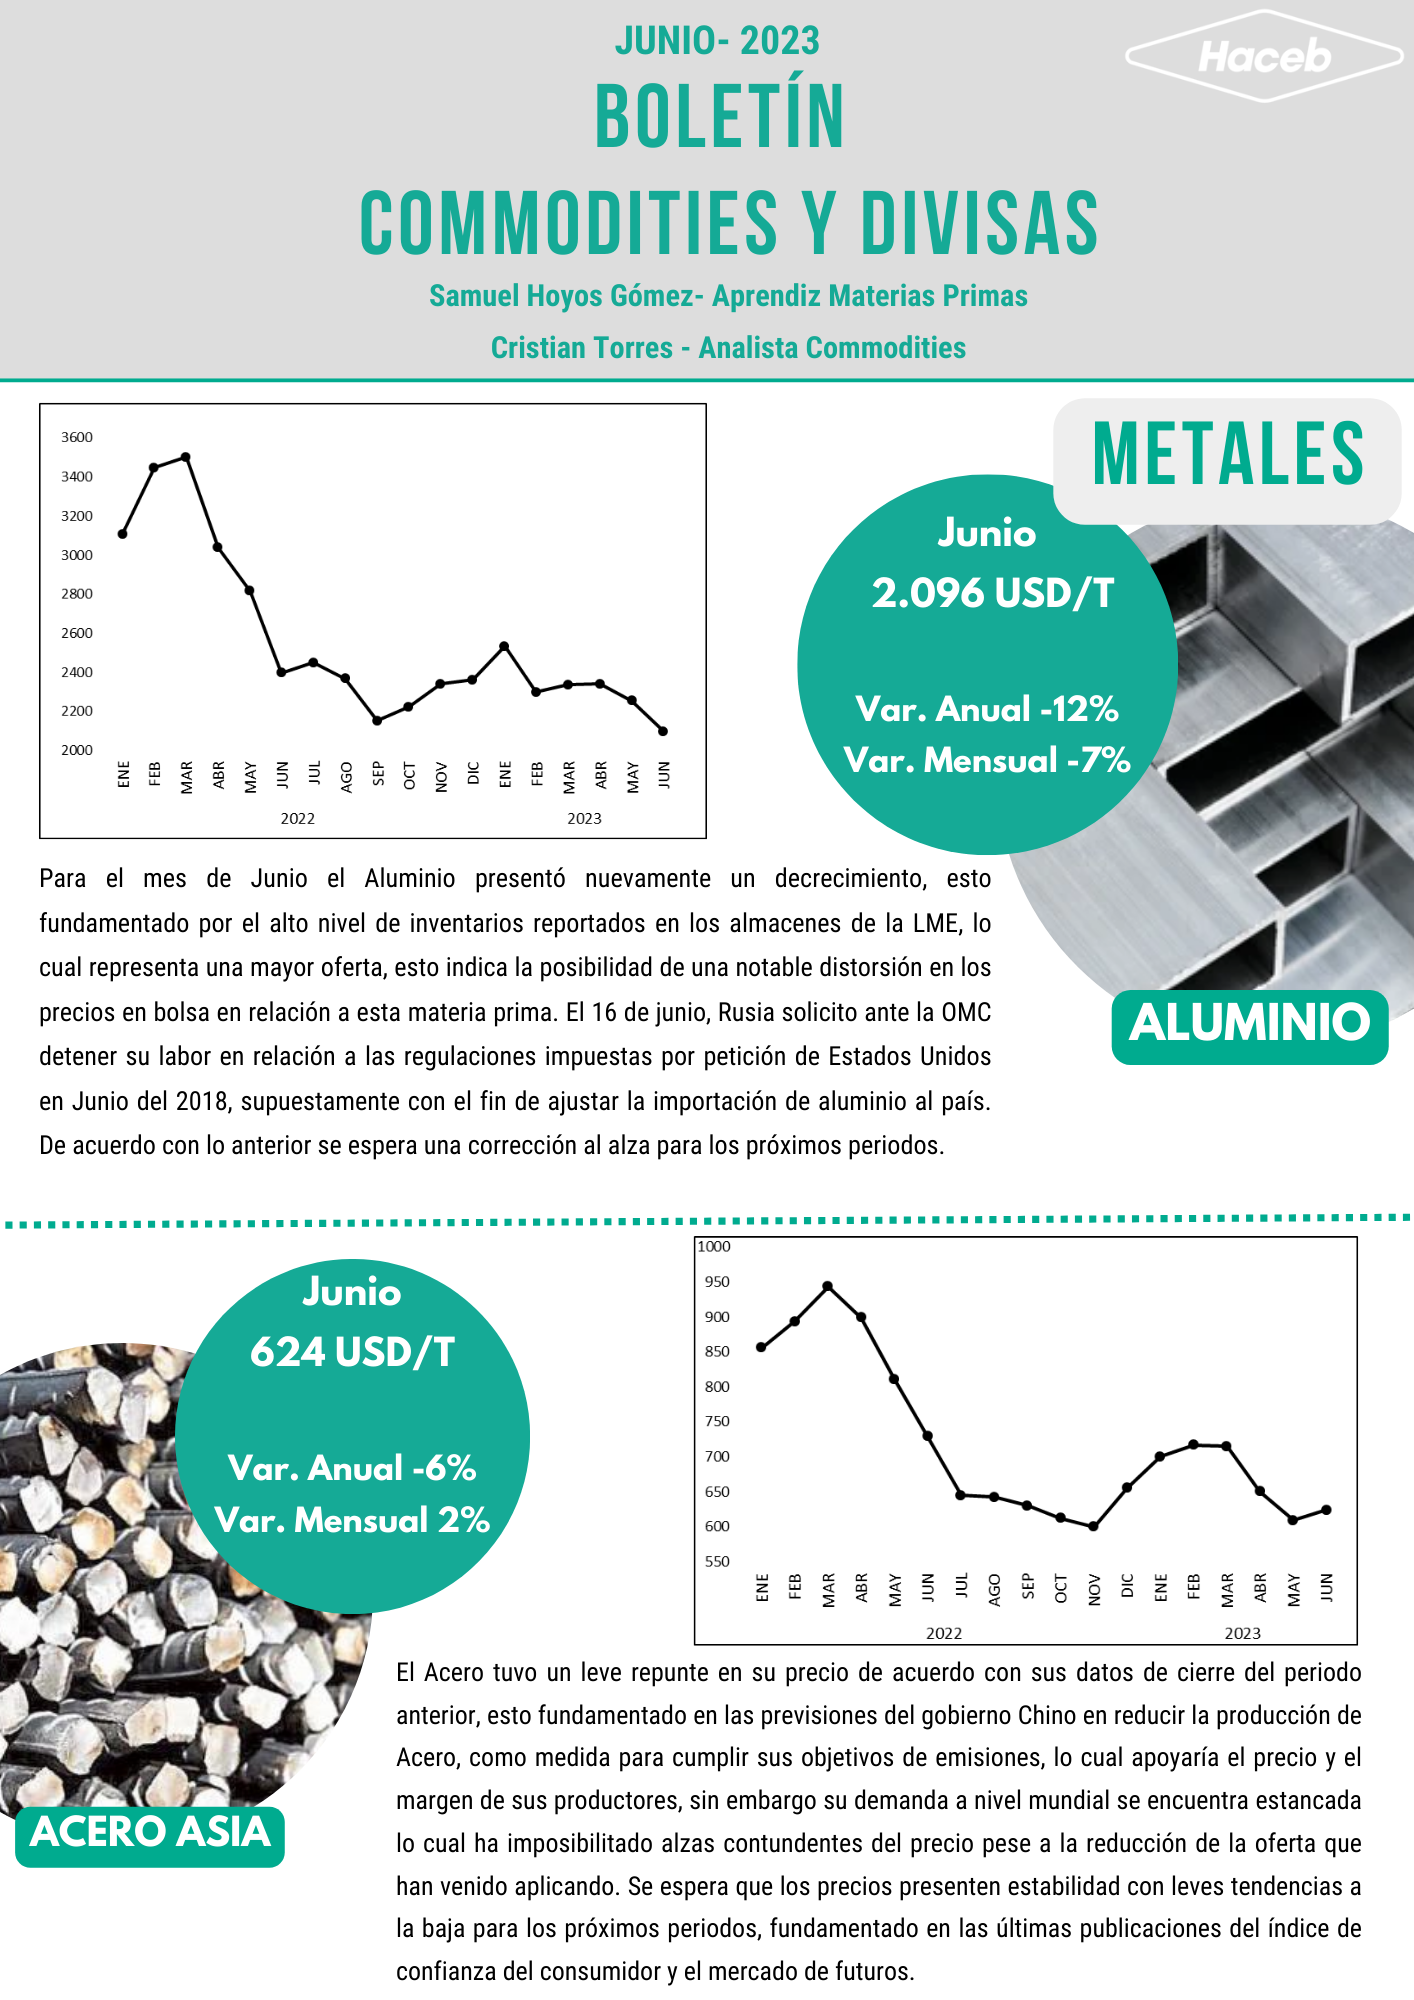 JUNIO- 2023
Haceb
BOLETÍN
COMMODITIES Y DIVISAS
Samuel Hoyos Gómez- Aprendiz Materias Primas
Cristian Torres - Analista Commodities
METALES
3600
3400
3200
3000
2800
2600
2400
2200
2000
ENE FEB MAR ABR MAY JUN JUL AGO SEP OCT NOV DIC ENE FEB MAR ABR MAY JUN
2022 2023
Junio
2.096 USD/T
Var. Anual -12%
Var. Mensual -7%
ALUMINIO
Para el mes de Junio el Aluminio presentó nuevamente un decrecimiento, esto
fundamentado por el alto nivel de inventarios reportados en los almacenes de la LME, lo
cual representa una mayor oferta, esto indica la posibilidad de una notable distorsión en los
precios en bolsa en relación a esta materia prima. El 16 de junio, Rusia solicito ante la OMC
detener su labor en relación a las regulaciones impuestas por petición de Estados Unidos
en Junio del 2018, supuestamente con el fin de ajustar la importación de aluminio al país.
De acuerdo con lo anterior se espera una corrección al alza para los próximos periodos.
Junio
624 USD/T
Var. Anual -6%
Var. Mensual 2%
ACERO ASIA
1000
950
900
850
800
750
700
650
600
550
ENE FEB MAR ABR MAY JUN JUL AGO SEP OCT NOV DIC ENE FEB MAR ABR MAY JUN
2022 2023
El Acero tuvo un leve repunte en su precio de acuerdo con sus datos de cierre del periodo
anterior, esto fundamentado en las previsiones del gobierno Chino en reducir la producción de
Acero, como medida para cumplir sus objetivos de emisiones, lo cual apoyaría el precio y el
margen de sus productores, sin embargo su demanda a nivel mundial se encuentra estancada
lo cual ha imposibilitado alzas contundentes del precio pese a la reducción de la oferta que
han venido aplicando. Se espera que los precios presenten estabilidad con leves tendencias a
la baja para los próximos periodos, fundamentado en las últimas publicaciones del índice de
confianza del consumidor y el mercado de futuros.